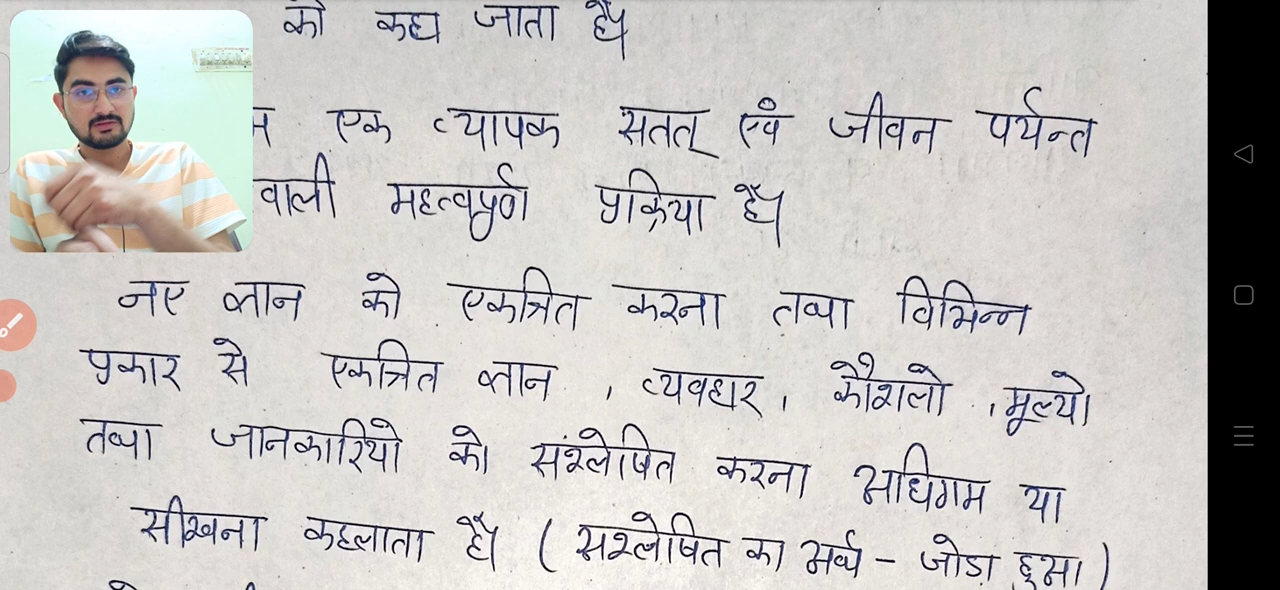 को कहा जाता है।
एक व्यापक सतत् एवं जीवन पर्यन्त
वाली महत्वपूर्ण प्रक्रिया है।
नए ज्ञान को एकत्रित करना तथा विभिन्न
प्रकार से एकत्रित ज्ञान , व्यवहार, कौशलो , मूल्यो
तथा जानकारियो को संश्लेषित करना अधिगम या
सीखना कहलाता है। ( संश्लेषित का अर्थ - जोडा हुआ )